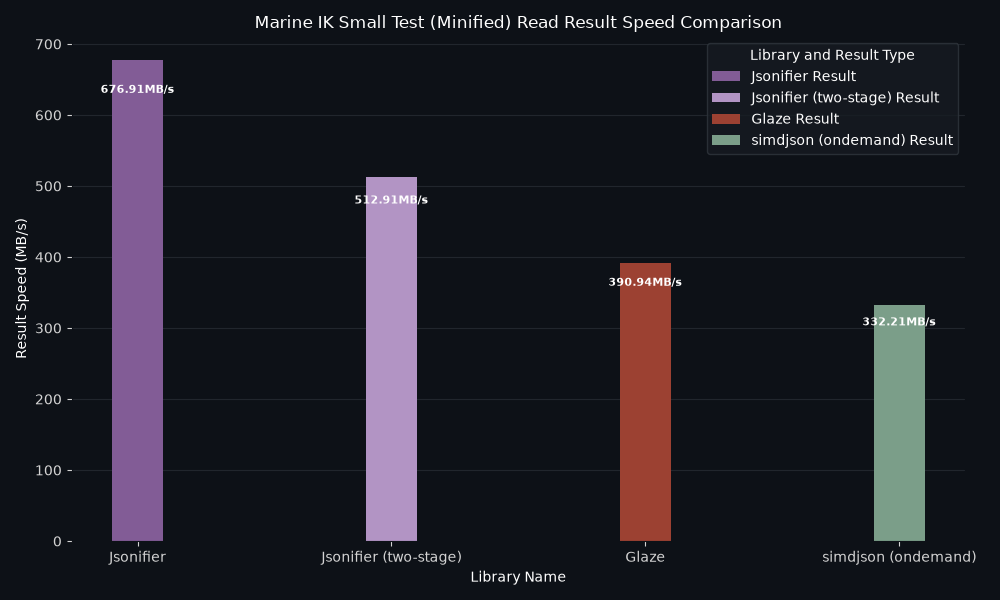 Marine IK Small Test (Minified) Read Result Speed Comparison
Library and Result Type
Jsonifier Result
Jsonifier (two-stage) Result
Glaze Result
simdjson (ondemand) Result
Result Speed (MB/s)
700
600
500
400
300
200
100
0
676.91MB/s
512.91MB/s
390.94MB/s
332.21MB/s
Jsonifier
Jsonifier (two-stage)
Glaze
simdjson (ondemand)
Library Name